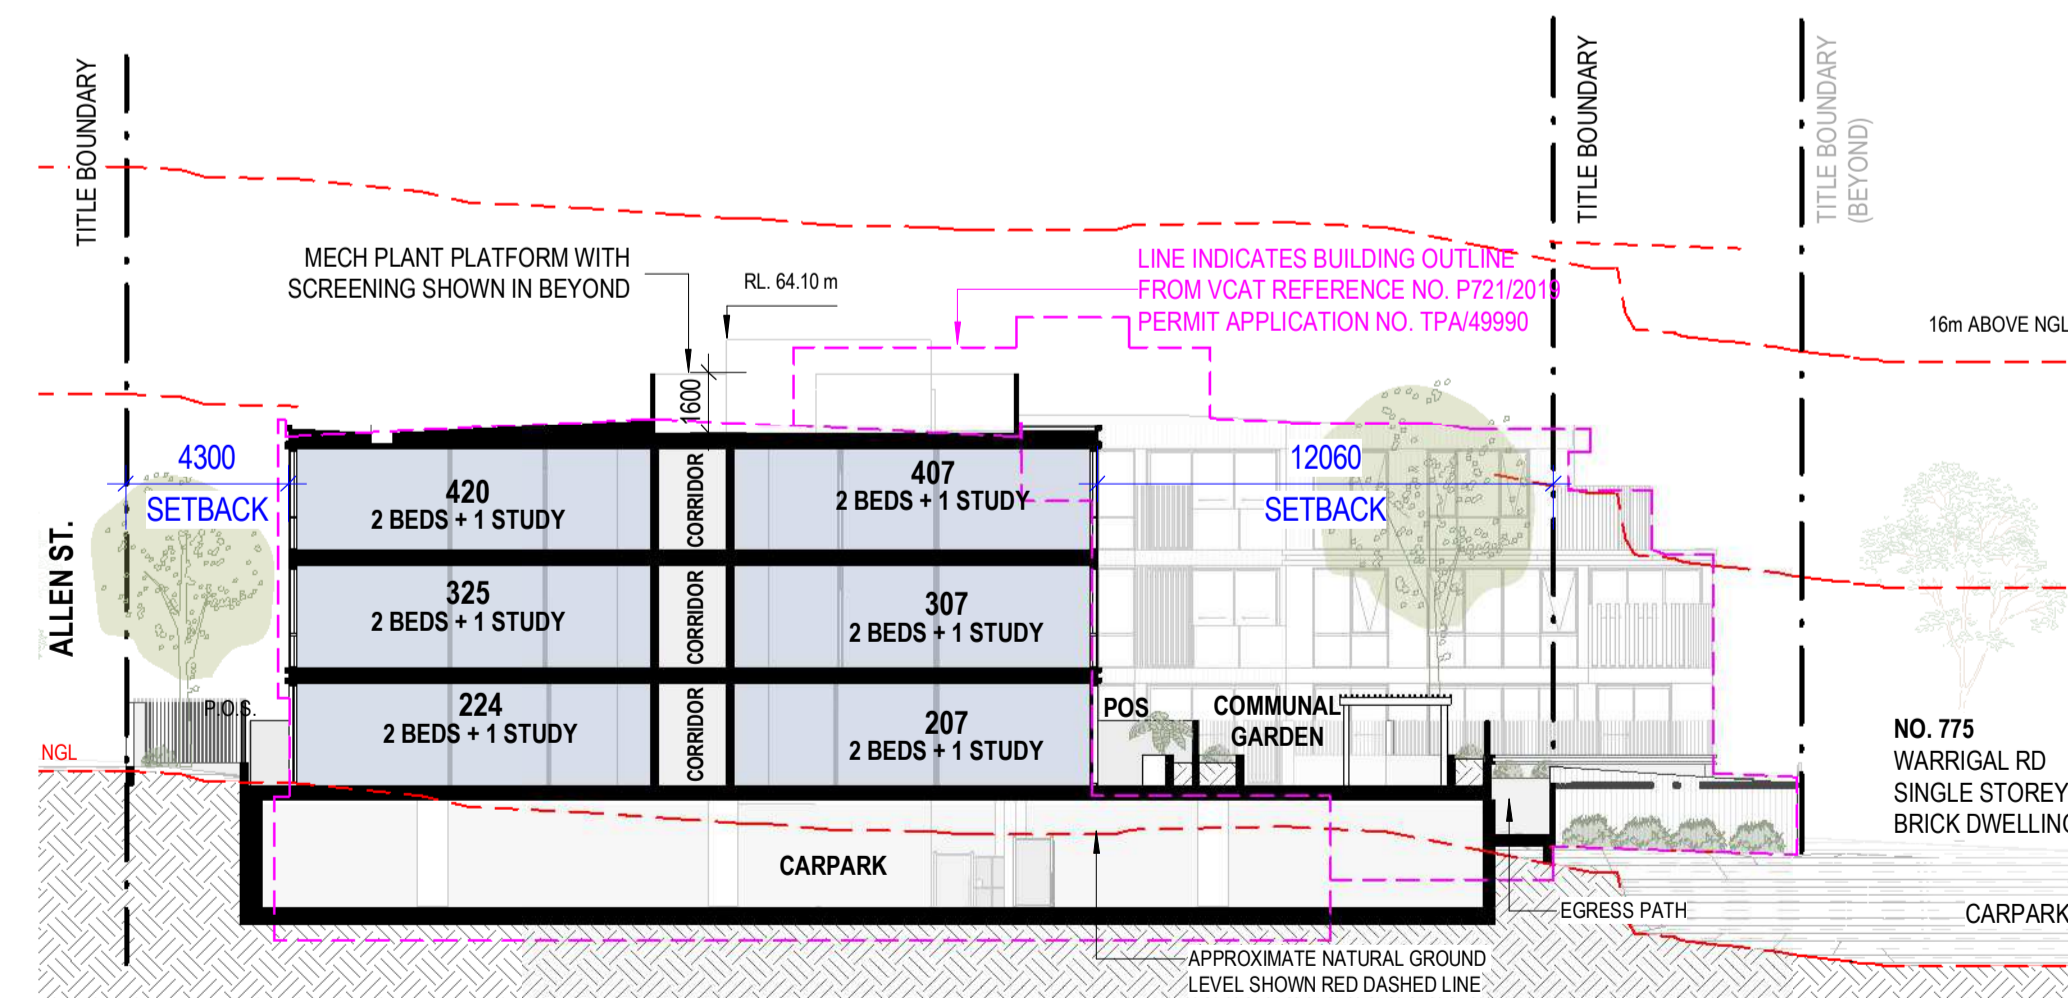 TITLE BOUNDARY
TITLE BOUNDARY
TITLE BOUNDARY
(BEYOND)
MECH PLANT PLATFORM WITH
SCREENING SHOWN IN BEYOND
RL. 64.10 m
LINE INDICATES BUILDING OUTLINE
FROM VCAT REFERENCE NO. P721/2019
PERMIT APPLICATION NO. TPA/49990
16m ABOVE NGL
1600
4300
SETBACK
12060
SETBACK
ALLEN ST.
420
2 BEDS + 1 STUDY
CORRIDOR
407
2 BEDS + 1 STUDY
325
2 BEDS + 1 STUDY
CORRIDOR
307
2 BEDS + 1 STUDY
P.O.S.
224
2 BEDS + 1 STUDY
CORRIDOR
207
2 BEDS + 1 STUDY
POS
COMMUNAL
GARDEN
NGL
NO. 775
WARRIGAL RD
SINGLE STOREY
BRICK DWELLING
CARPARK
EGRESS PATH
CARPARK
APPROXIMATE NATURAL GROUND
LEVEL SHOWN RED DASHED LINE